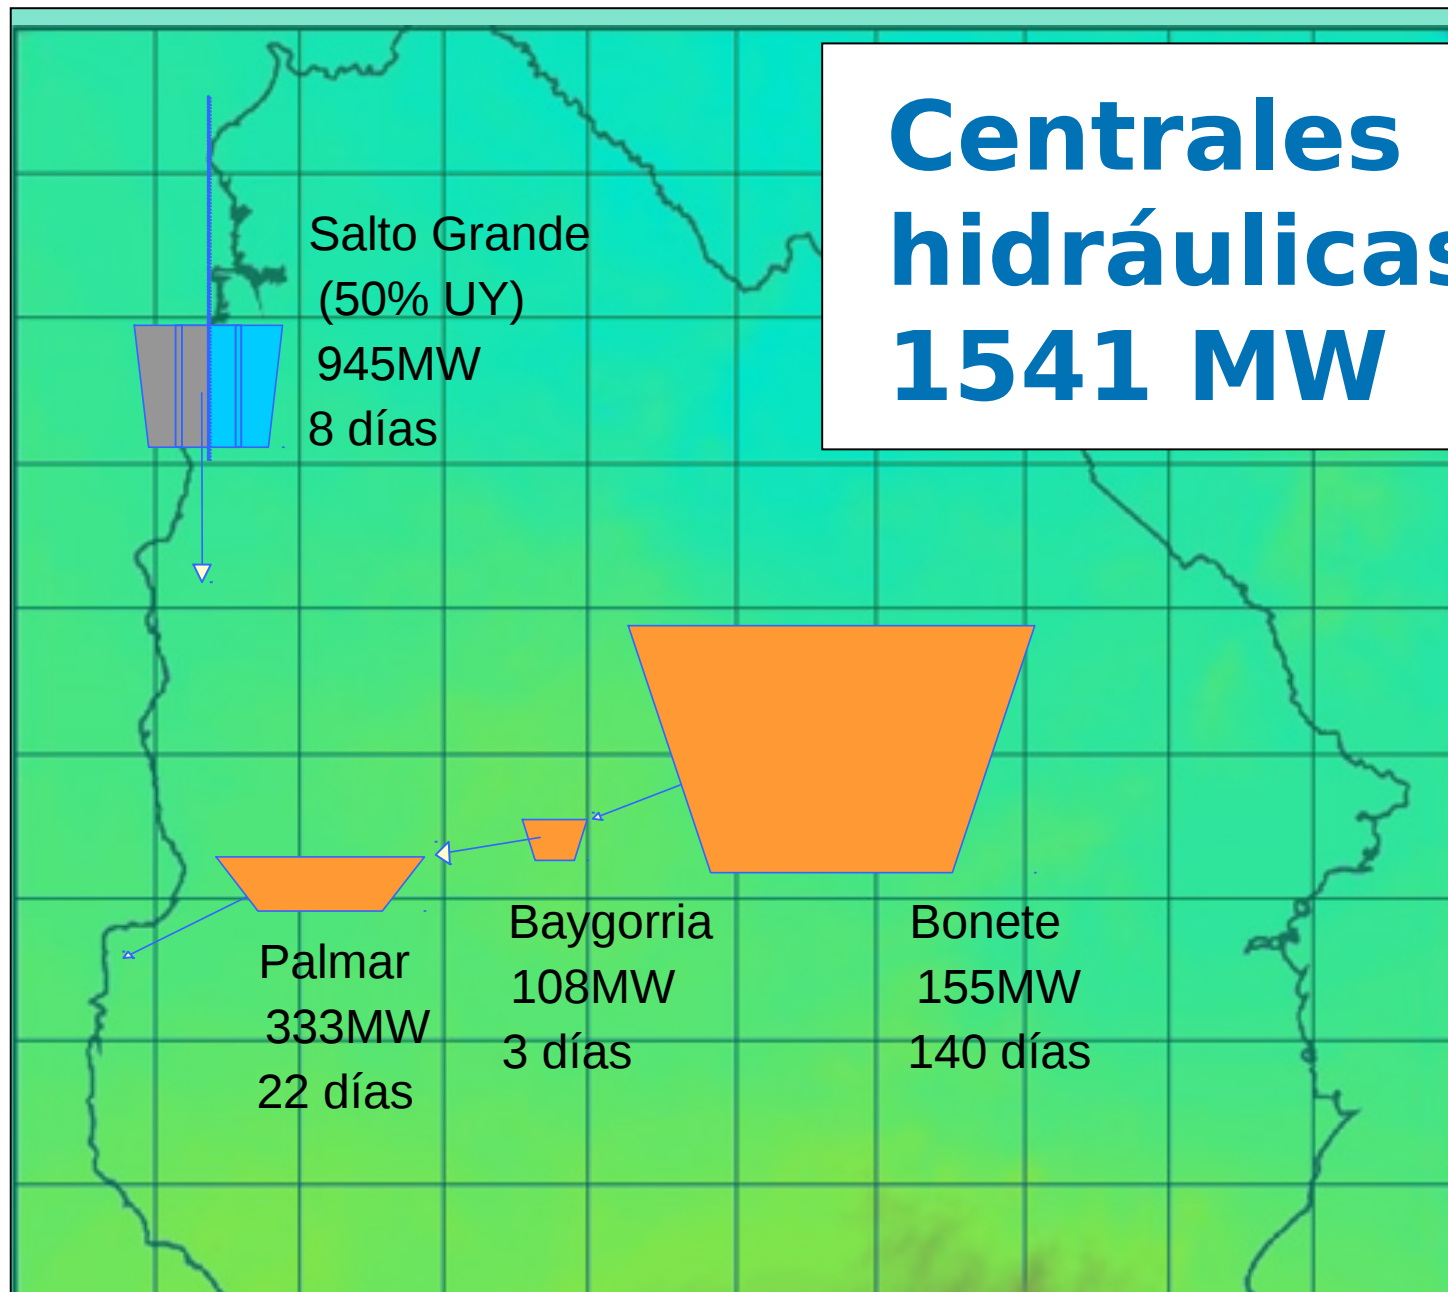 Centrales
hidráulicas
1541 MW
Salto Grande
(50% UY)
945MW
8 días
Palmar
333MW
22 días
Baygorria
108MW
3 días
Bonete
155MW
140 días